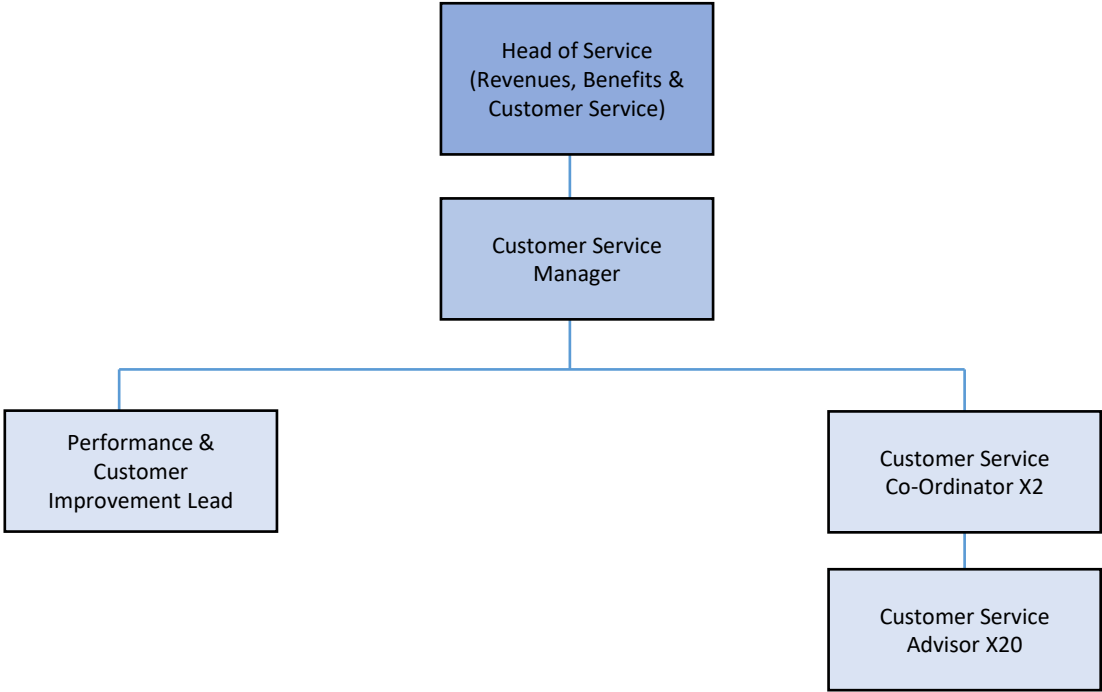 Head of Service
(Revenues, Benefits &
Customer Service)
Customer Service
Manager
Performance &
Customer
Improvement Lead
Customer Service
Co-Ordinator X2
Customer Service
Advisor X20